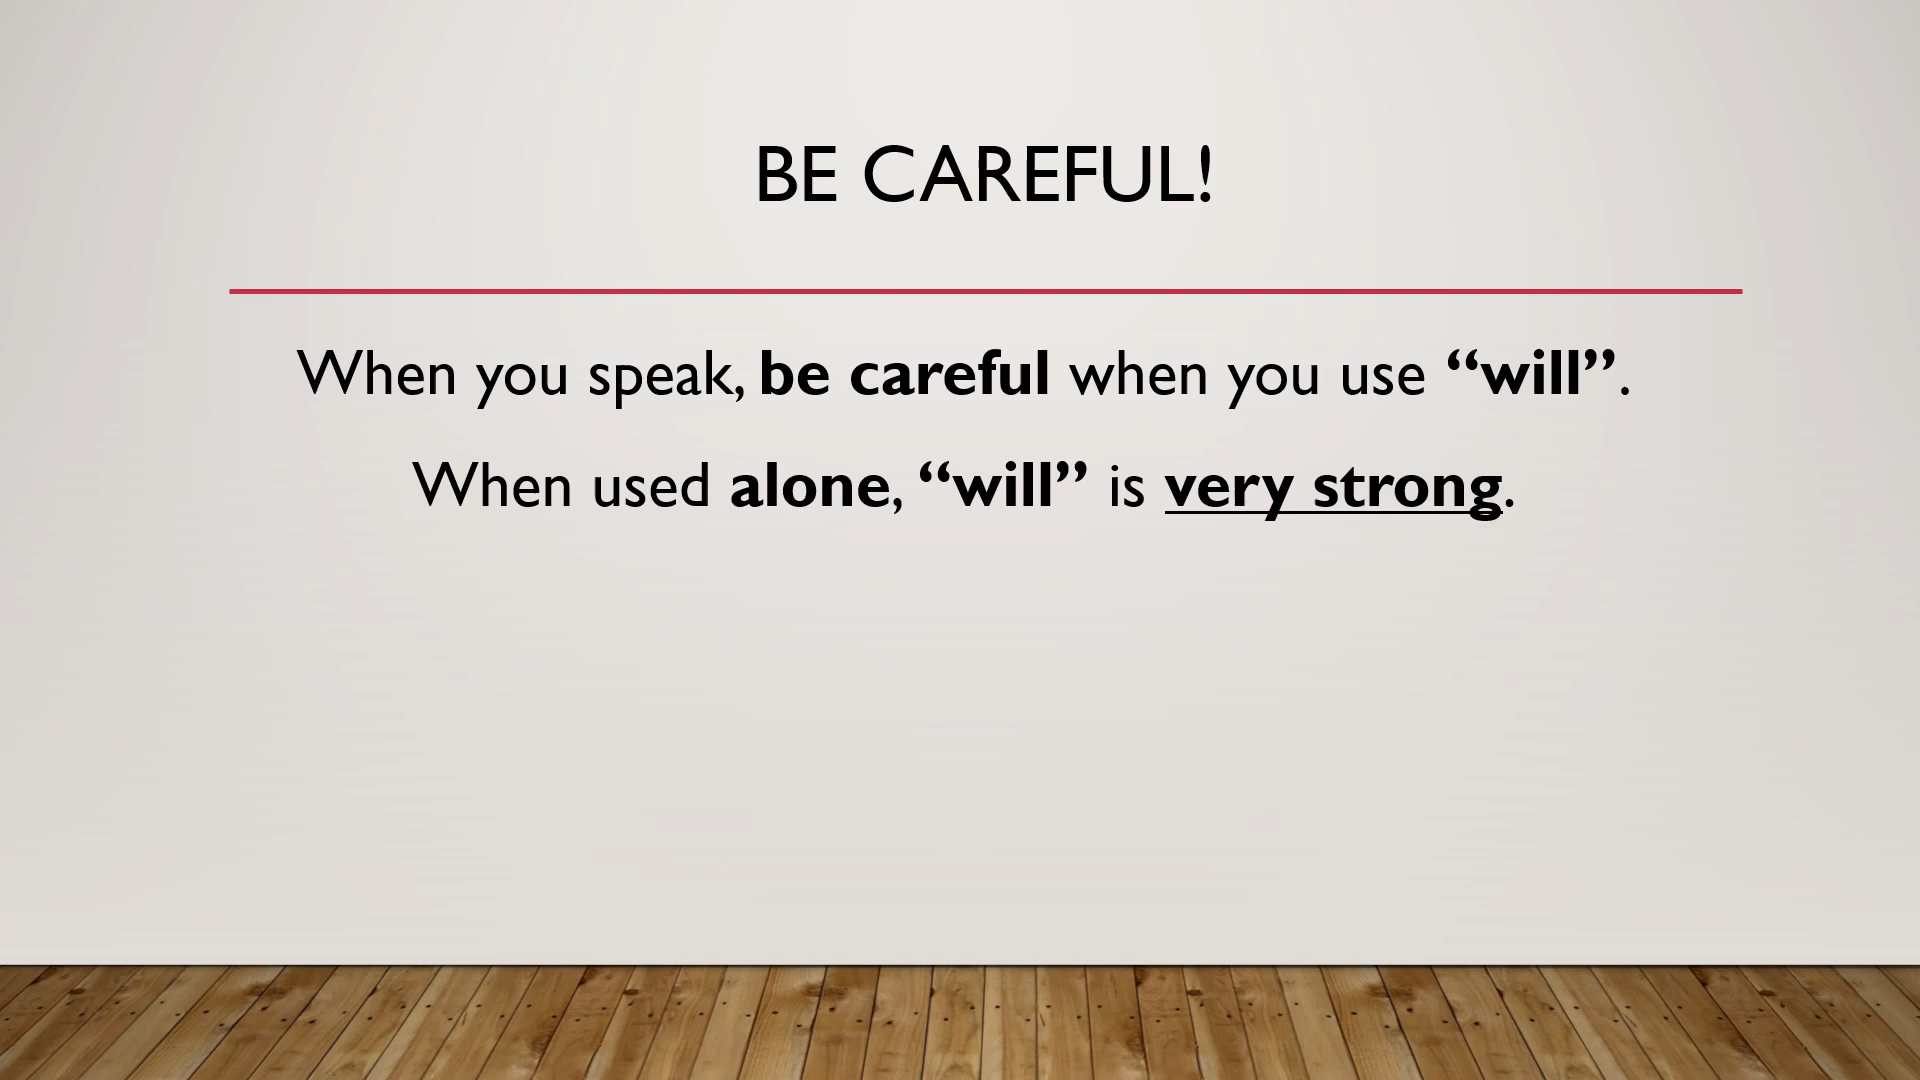 BE CAREFUL!
When you speak, be careful when you use “will”.
When used alone, “will” is very strong.